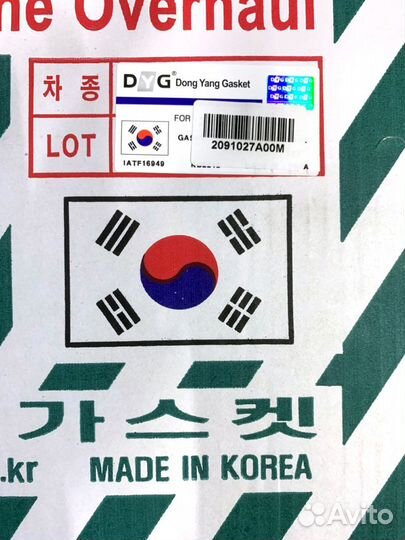 ne Overhaul
차 종
LOT
DYG® Dong Yang Gasket
FOR
GAS
2091027A00M
IATF16949
A
가스켓
.kr MADE IN KOREA
Avito